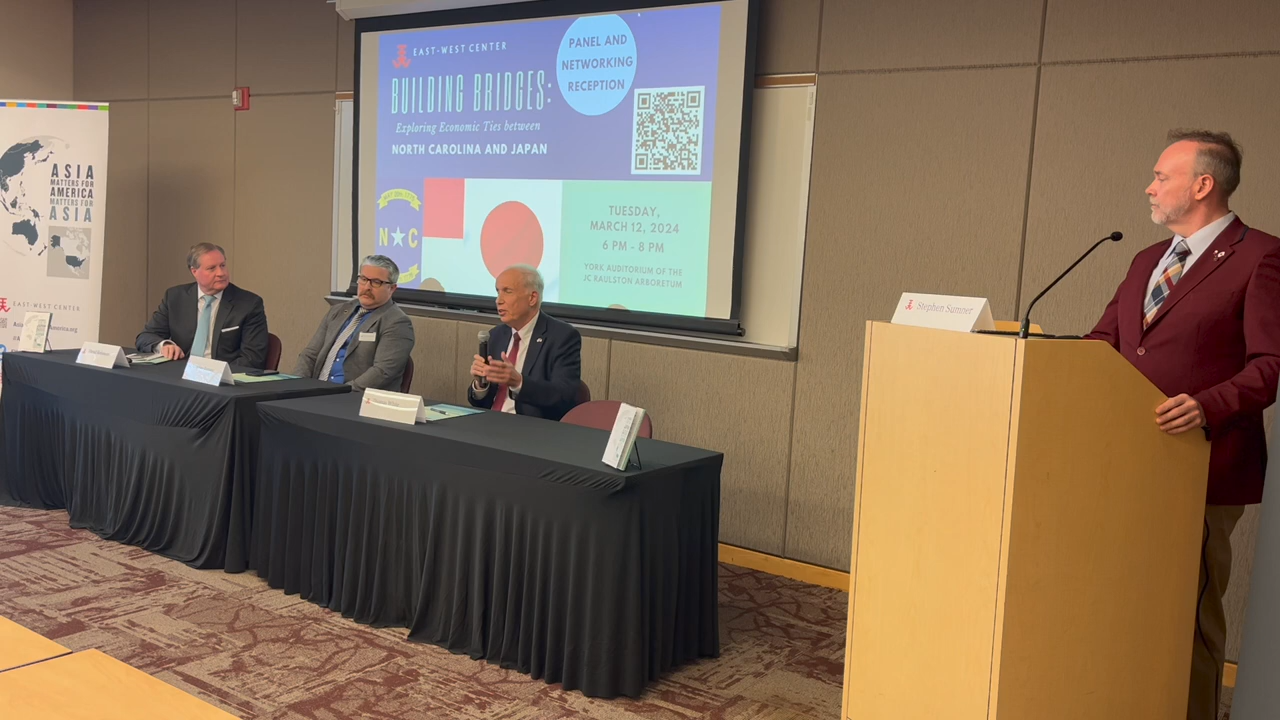 EAST-WEST CENTER
BUILDING BRIDGES:
Exploring Economic Ties between
NORTH CAROLINA AND JAPAN
PANEL AND
NETWORKING
RECEPTION
N C
TUESDAY,
MARCH 12, 2024
6 PM - 8 PM
YORK AUDITORIUM OF THE
JC RAULSTON ARBORETUM
ASIA
MATTERS FOR
AMERICA
MATTERS FOR
ASIA
EAST-WEST CENTER
Stephen Sumner